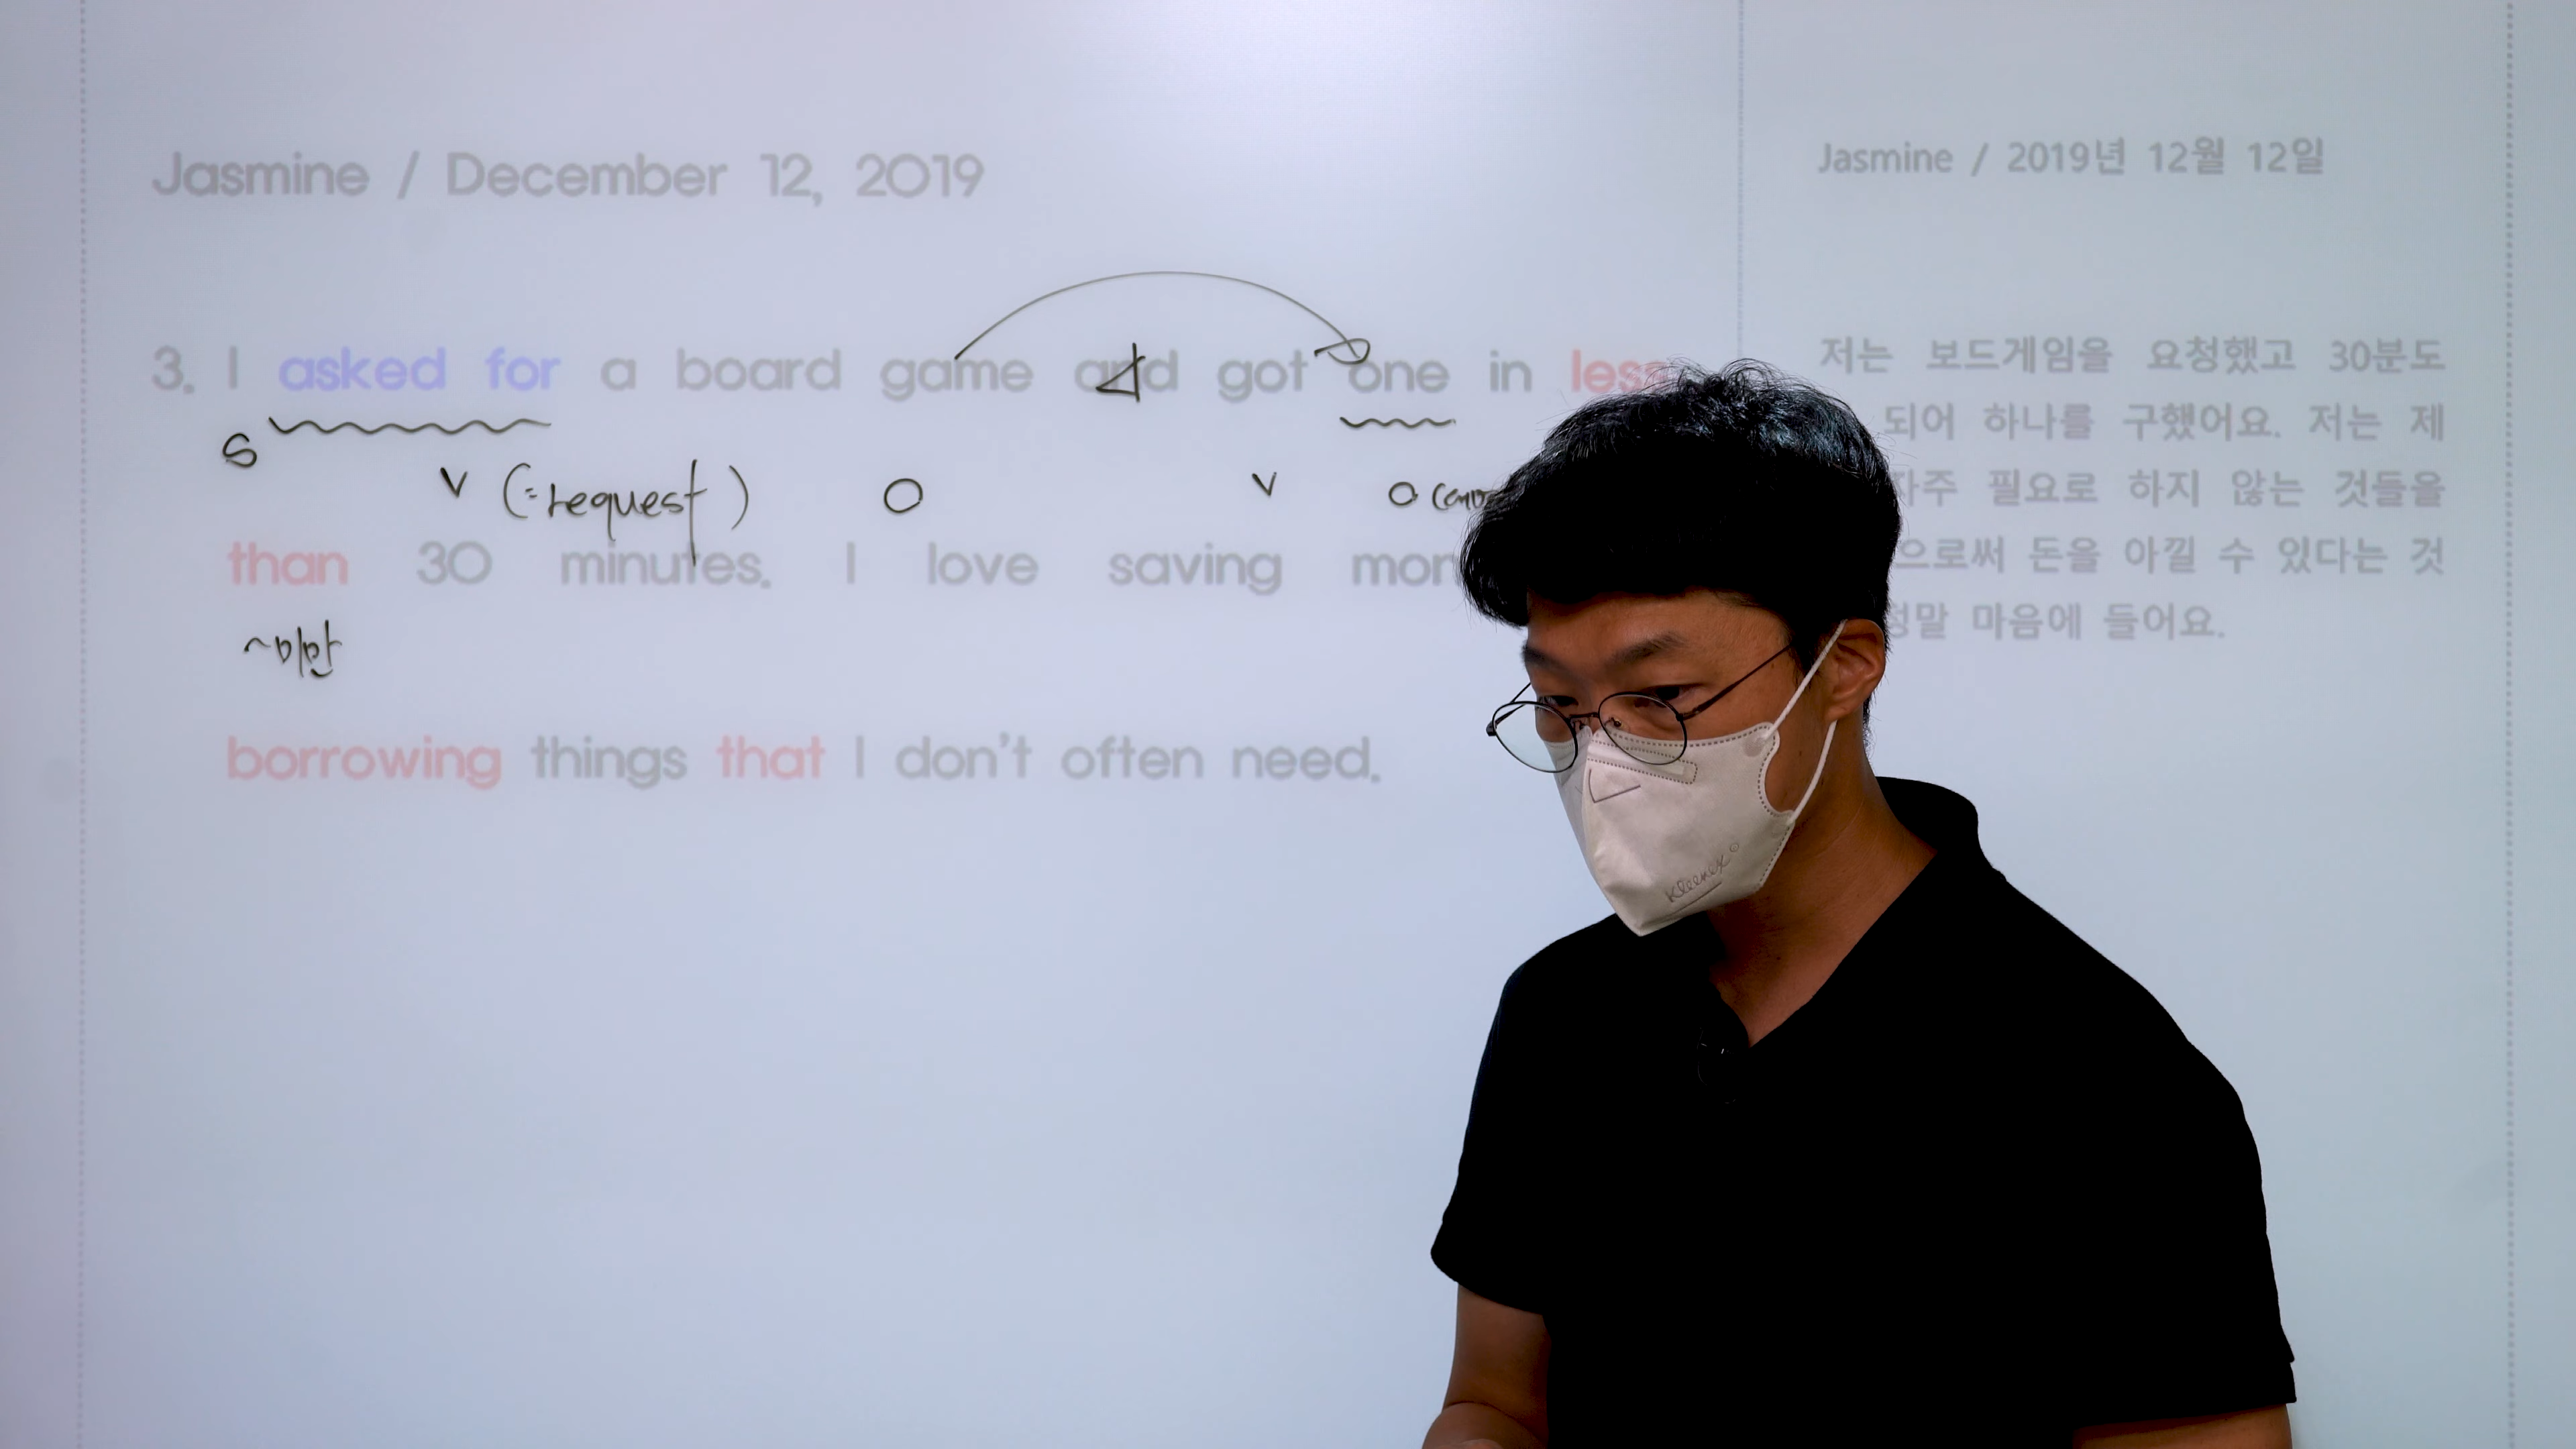 Jasmine / December 12, 2019
3. I asked for a board game and got one in less
S V (=request) O V O
than 30 minutes. I love saving
~미만
borrowing things that I don't often need.
Jasmine / 2019년 12월 12일
저는 보드게임을 요청했고 30분도
되어 하나를 구했어요. 저는 제
자주 필요로 하지 않는 것들을
으로써 돈을 아낄 수 있다는 것
정말 마음에 들어요.
Kleenex